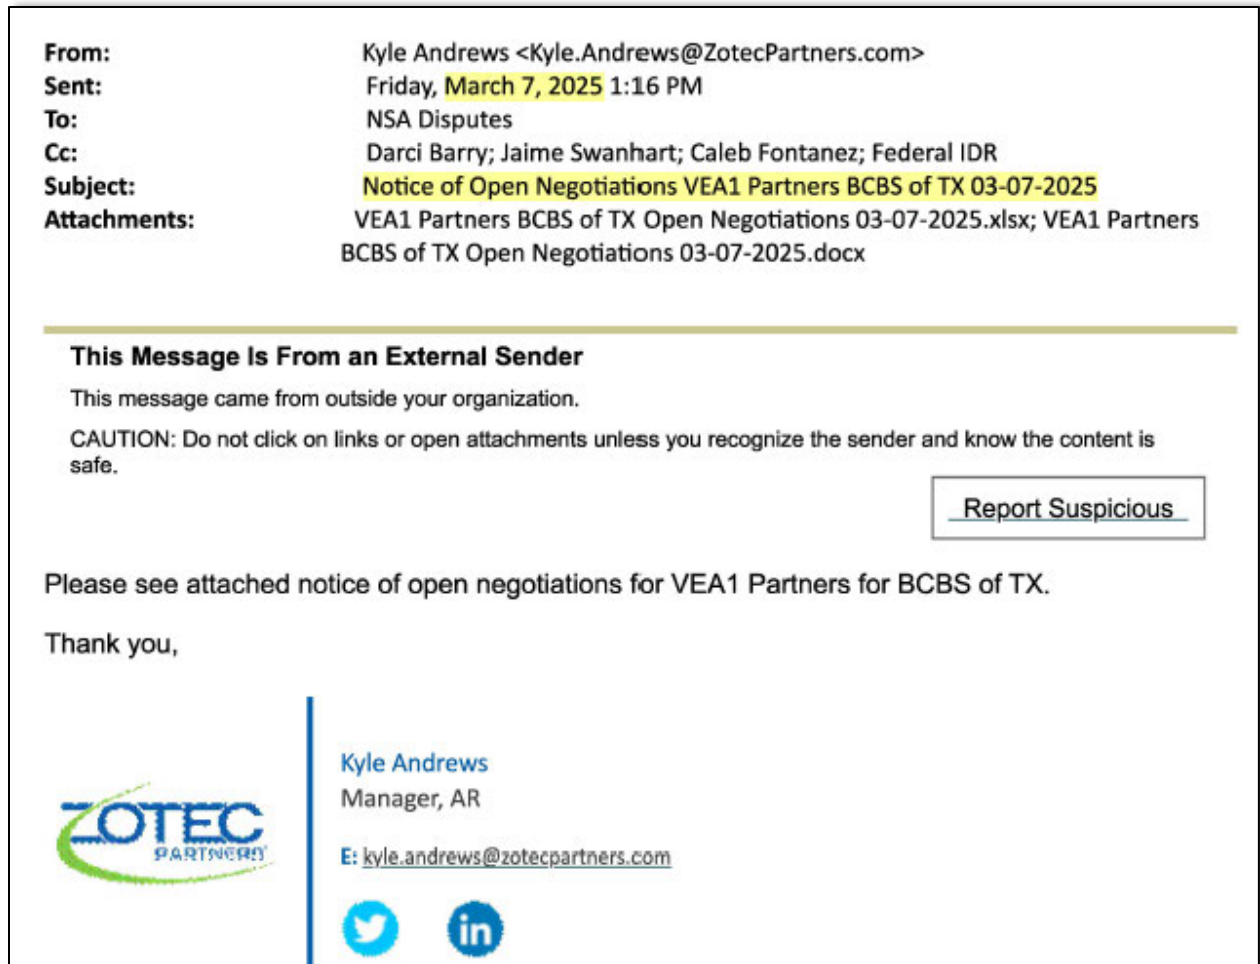 From: Kyle Andrews <Kyle.Andrews@ZotecPartners.com>
Sent: Friday, March 7, 2025 1:16 PM
To: NSA Disputes
Cc: Darci Barry; Jaime Swanhart; Caleb Fontanez; Federal IDR
Subject: Notice of Open Negotiations VEA1 Partners BCBS of TX 03-07-2025
Attachments: VEA1 Partners BCBS of TX Open Negotiations 03-07-2025.xlsx; VEA1 Partners
BCBS of TX Open Negotiations 03-07-2025.docx
This Message Is From an External Sender
This message came from outside your organization.
CAUTION: Do not click on links or open attachments unless you recognize the sender and know the content is
safe.
Report Suspicious
Please see attached notice of open negotiations for VEA1 Partners for BCBS of TX.
Thank you,
Kyle Andrews
Manager, AR
ZOTEC
PARTNERS
E: kyle.andrews@zotecpartners.com
in